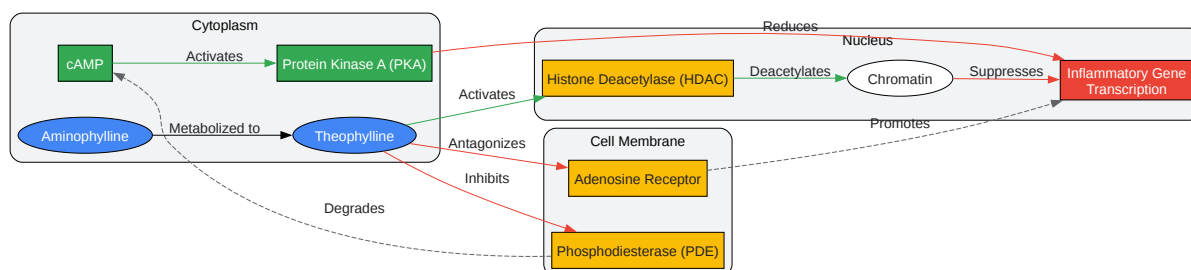 Cytoplasm
Reduces
Nucleus
cAMP
Activates
Protein Kinase A (PKA)
Histone Deacetylase (HDAC)
Deacetylates
Chromatin
Suppresses
Inflammatory Gene
Transcription
Activates
Aminophylline
Metabolized to
Theophylline
Promotes
Antagonizes
Cell Membrane
Inhibits
Adenosine Receptor
Degrades
Phosphodiesterase (PDE)